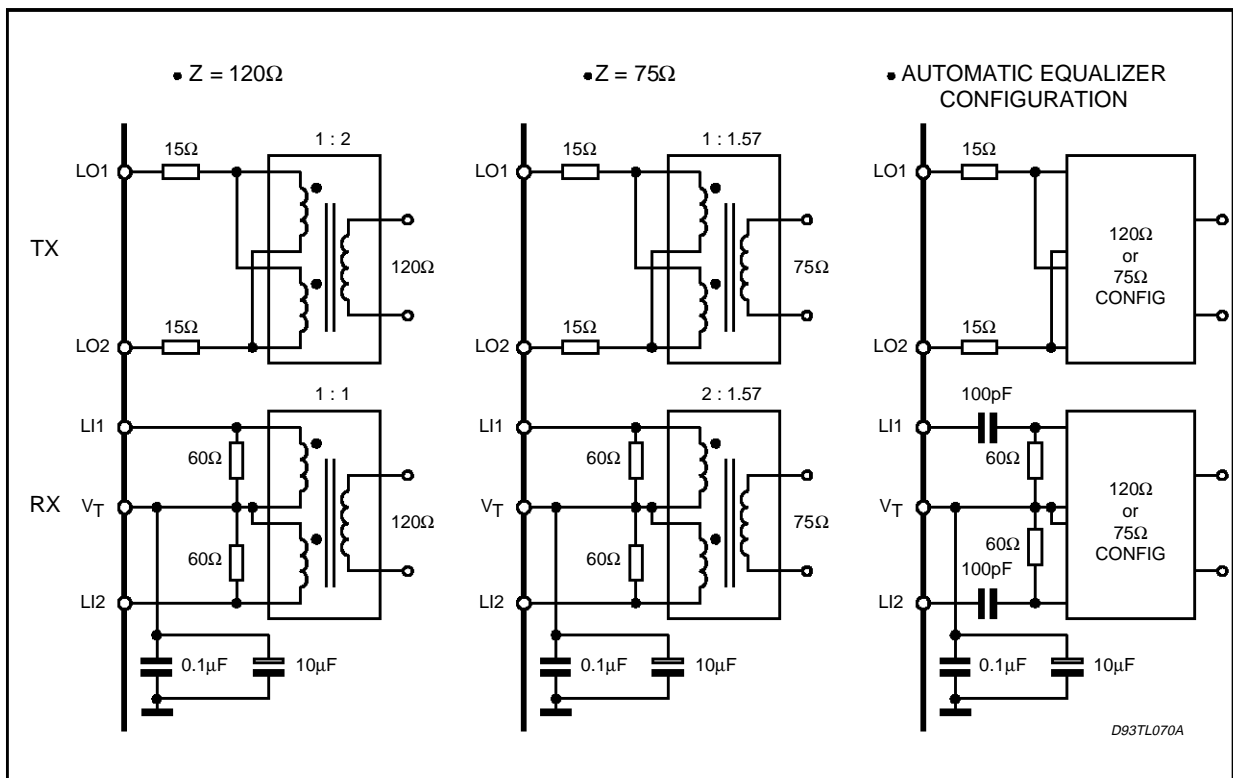 • Z = 120Ω
1 : 2
15Ω
LO1
TX
120Ω
15Ω
LO2
1 : 1
LI1
60Ω
RX
VT
120Ω
60Ω
LI2
0.1µF
10µF
• Z = 75Ω
1 : 1.57
15Ω
LO1
75Ω
15Ω
LO2
2 : 1.57
LI1
60Ω
VT
75Ω
60Ω
LI2
0.1µF
10µF
• AUTOMATIC EQUALIZER
CONFIGURATION
15Ω
LO1
120Ω
or
75Ω
CONFIG
15Ω
LO2
100pF
LI1
60Ω
VT
120Ω
or
75Ω
CONFIG
60Ω
100pF
LI2
0.1µF
10µF
D93TL070A